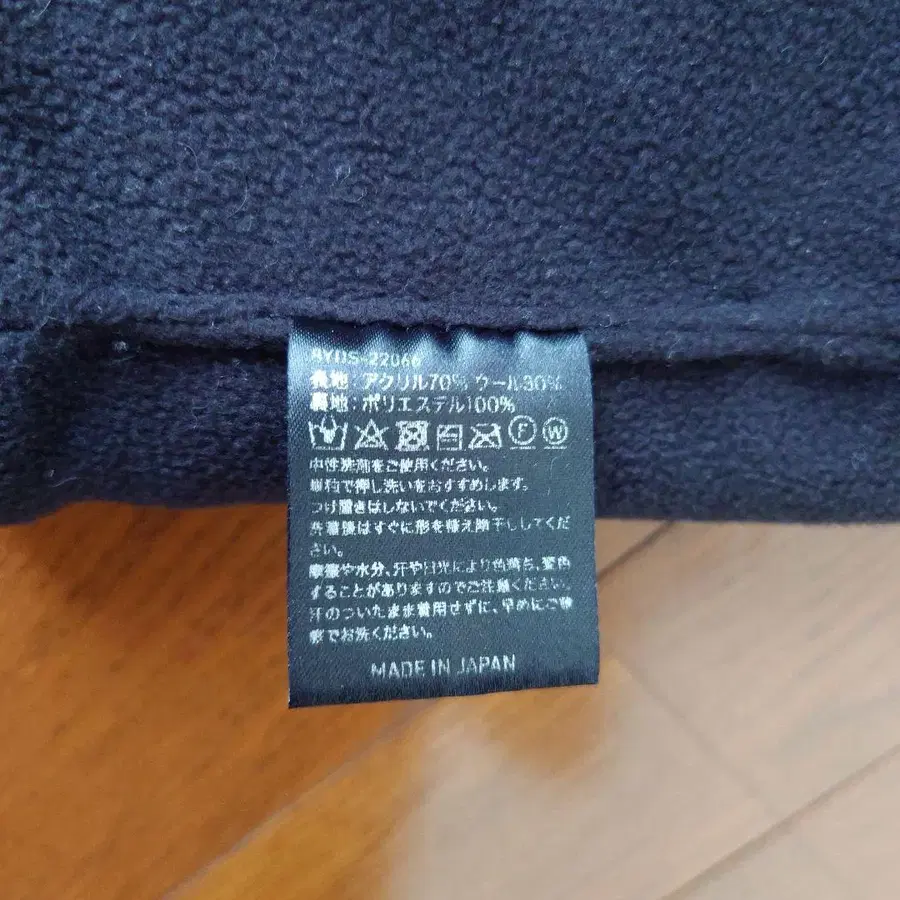 RYDS-22066
表地：アクリル70% ウール30%
裏地：ポリエステル100%
F W
中性洗剤をご使用ください。
単独で押し洗いをおすすめします。
つけ置きはしないでください。
洗濯後はすぐに形を整え陰干ししてくだ
さい。
摩擦や水分、汗や日光により色落ち、変色
することがありますのでご注意ください。
汗のついたまま着用せずに、早めにご家
でお洗ください。
MADE IN JAPAN